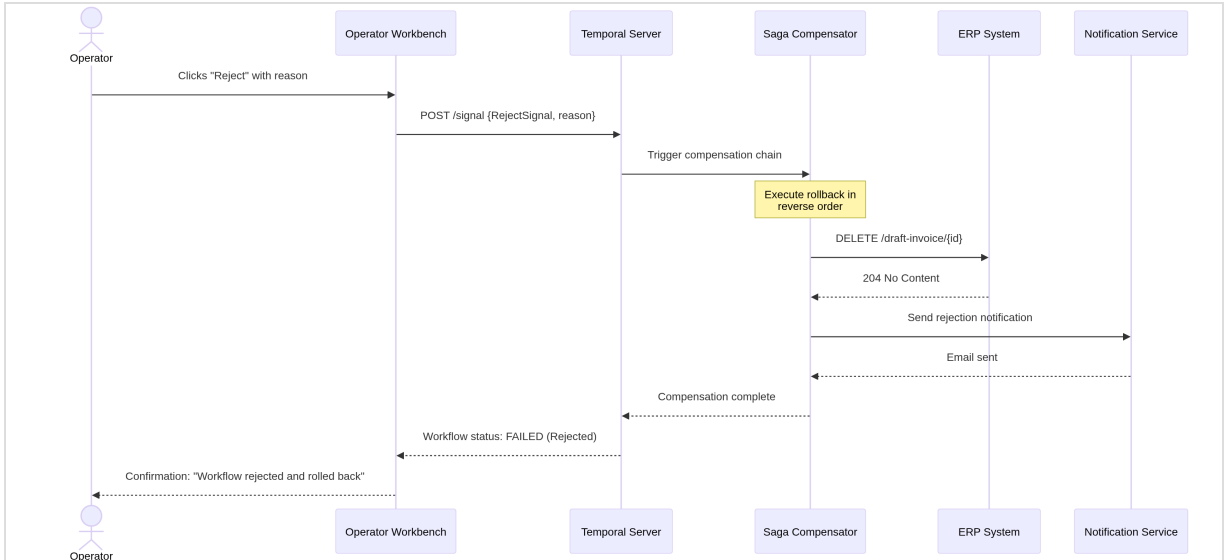 Operator
Operator Workbench
Temporal Server
Saga Compensator
ERP System
Notification Service
Clicks "Reject" with reason
POST /signal {RejectSignal, reason}
Trigger compensation chain
Execute rollback in
reverse order
DELETE /draft-invoice/{id}
204 No Content
Send rejection notification
Email sent
Compensation complete
Workflow status: FAILED (Rejected)
Confirmation: "Workflow rejected and rolled back"
Operator
Operator Workbench
Temporal Server
Saga Compensator
ERP System
Notification Service